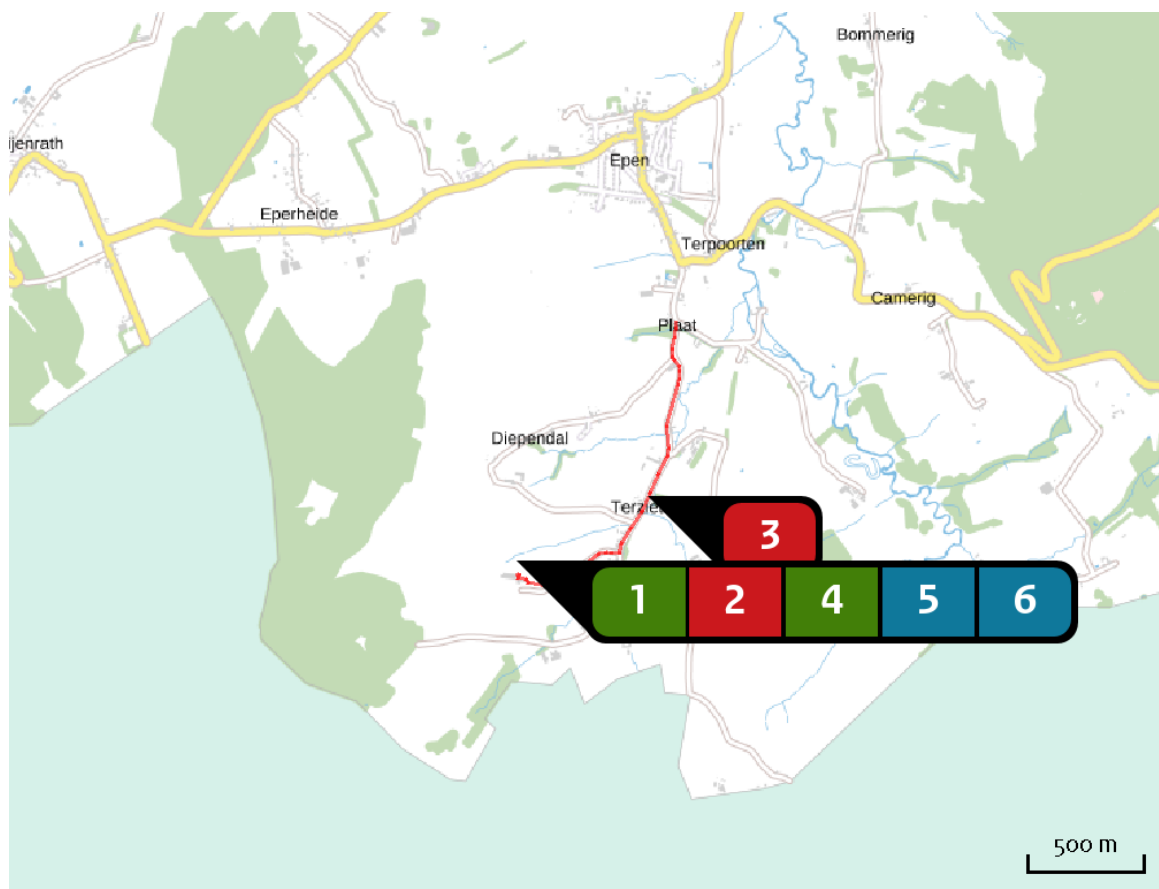 Bommerig
ijenrath
Epen
Eperheide
Terpoorten
Camerig
Plaat
Diependal
3
1 2 4 5 6
500 m